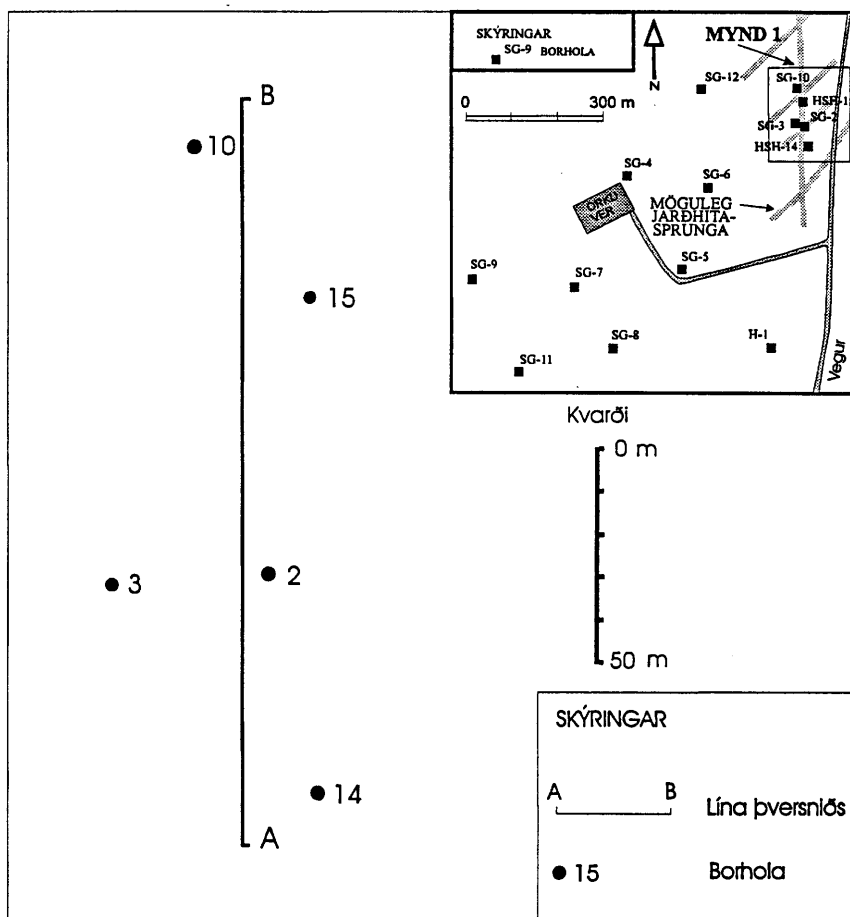 SKÝRINGAR
SG-9 BORHOLA
N
0 300 m
MYND 1
SG-12
SG-10
SG-3
SG-2
HSH-14
SG-4
SG-6
ORKU
VER
MÖGULEG
JARÐHITA-
SPRUNGA
SG-5
SG-9
SG-7
SG-8
H-1
SG-11
Vegur
B
10
15
3
2
14
A
Kvarði
0 m
50 m
SKÝRINGAR
A B
Lína þversniðs
15 Borhola